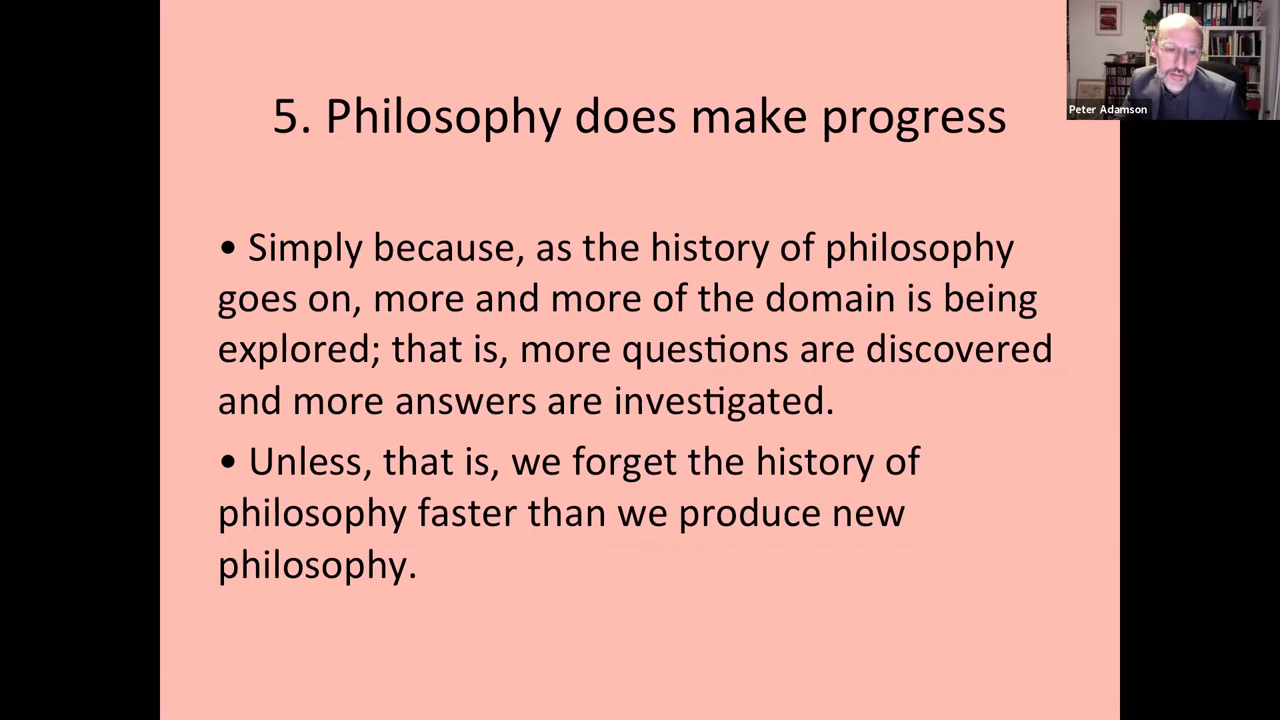 5. Philosophy does make progress
• Simply because, as the history of philosophy
goes on, more and more of the domain is being
explored; that is, more questions are discovered
and more answers are investigated.
• Unless, that is, we forget the history of
philosophy faster than we produce new
philosophy.
Peter Adamson